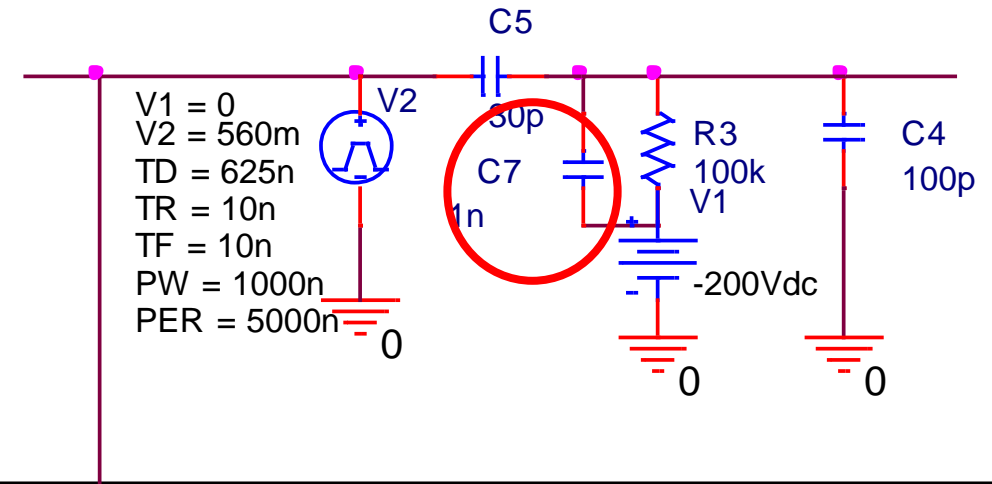 C5
30p
V2
V1 = 0
V2 = 560m
TD = 625n
TR = 10n
TF = 10n
PW = 1000n
PER = 5000n
0
C7
1n
R3
100k
V1
-200Vdc
0
C4
100p
0